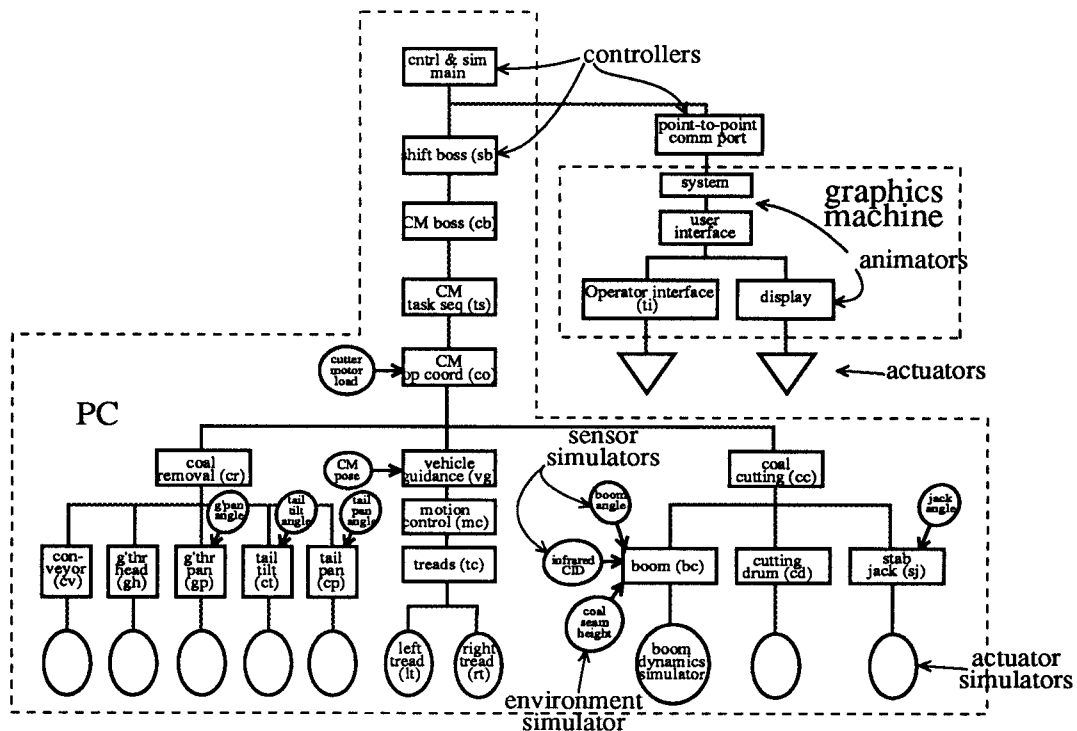 cntrl & sim
main
controllers
point-to-point
comm port
shift boss (sb
system
graphics
machine
user
interface
CM boss (cb
animators
CM
task seq (ts)
Operator interface
(ti)
display
cutter
motor
load
CM
op coord (co
actuators
PC
sensor
simulators
coal
removal (cr)
CM
pose
vehicle
guidance (vg
coal
cutting (cc)
g'pan
angle
tail
tilt
angle
tail
pan
angle
boom
angle
jack
angle
motion
control (mc)
con-
veyor
(cv)
g'thr
head
(gh)
g'thr
pan
(gp)
tail
tilt
(ct)
tail
pan
(cp)
treads (tc)
infrared
CID
boom (bc)
cutting
drum (cd)
stab
jack (sj)
coal
seam
height
left
tread
(lt)
right
tread
(rt)
boom
dynamics
simulator
actuator
simulators
environment
simulator